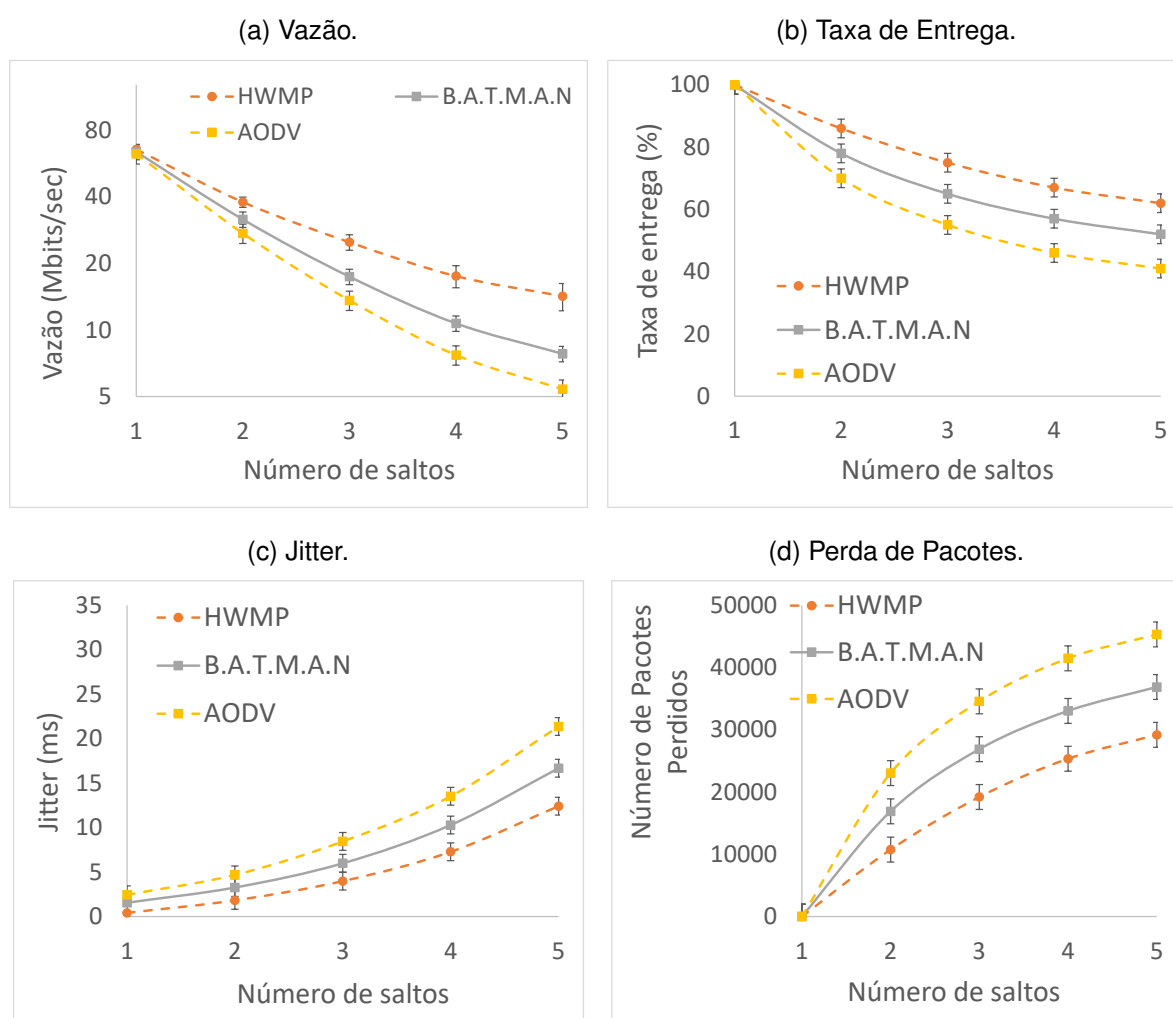 (a) Vazão.
HWMP
B.A.T.M.A.N
AODV
Vazão (Mbits/sec)
80
40
20
10
5
1 2 3 4 5
Número de saltos
(b) Taxa de Entrega.
Taxa de entrega (%)
100
80
60
40
20
0
HWMP
B.A.T.M.A.N
AODV
1 2 3 4 5
Número de saltos
(c) Jitter.
Jitter (ms)
35
30
25
20
15
10
5
0
HWMP
B.A.T.M.A.N
AODV
1 2 3 4 5
Número de saltos
(d) Perda de Pacotes.
Número de Pacotes
Perdidos
50000
40000
30000
20000
10000
0
HWMP
B.A.T.M.A.N
AODV
1 2 3 4 5
Número de saltos